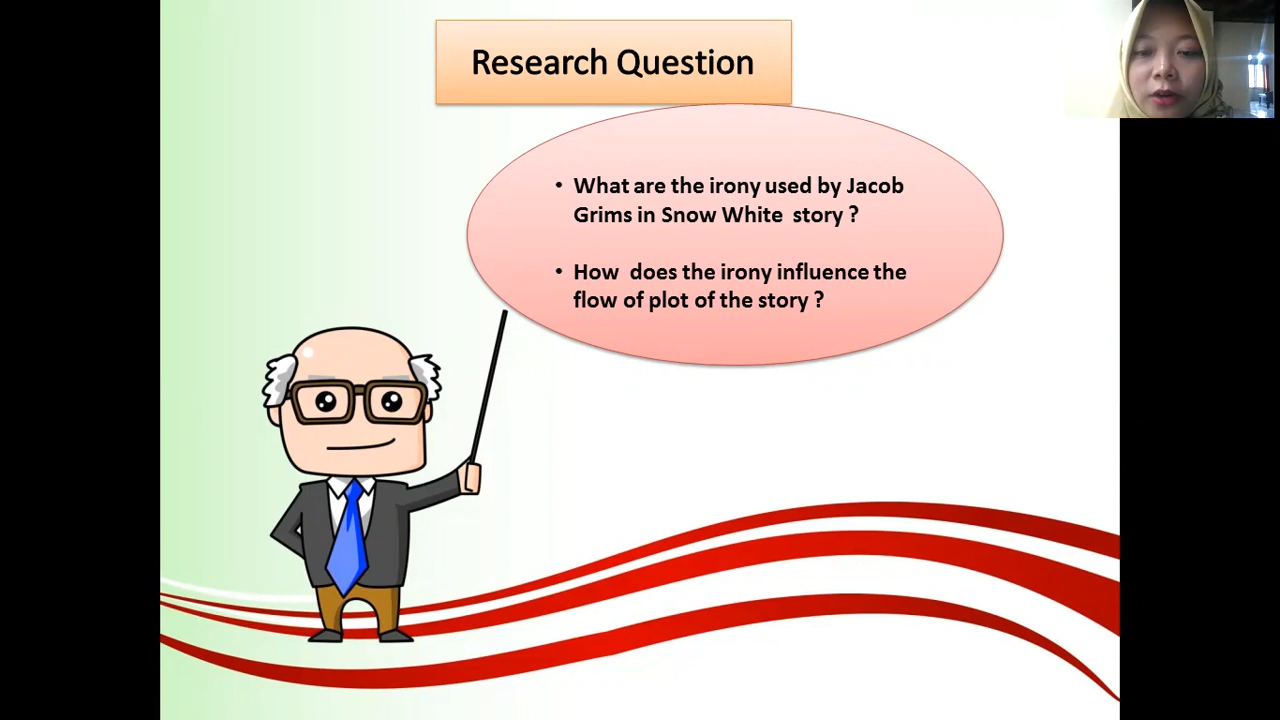 Research Question
• What are the irony used by Jacob
Grims in Snow White  story ?
• How  does the irony influence the
flow of plot of the story ?